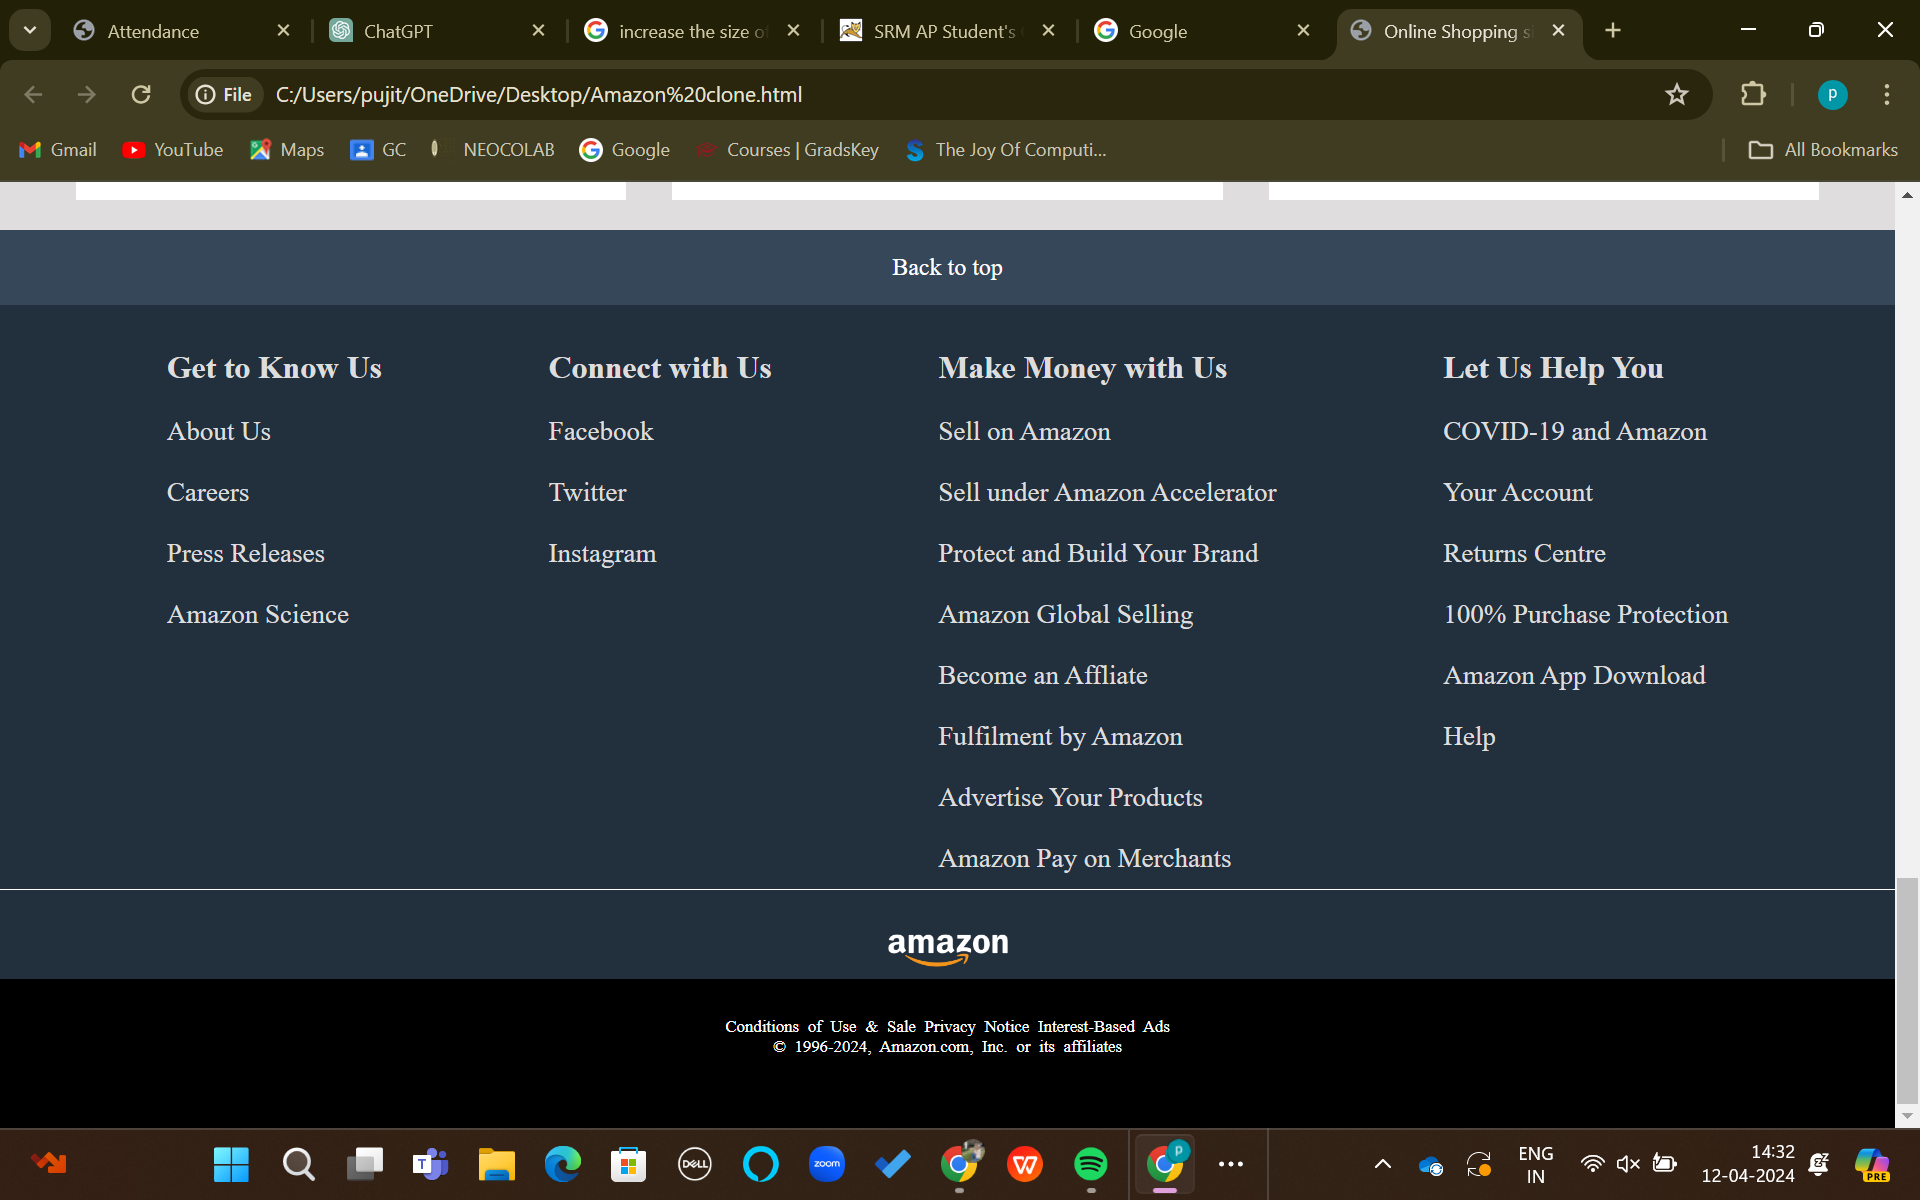 Attendance
ChatGPT
increase the size o
SRM AP Student's
Google
Online Shopping s
File
C:/Users/pujit/OneDrive/Desktop/Amazon%20clone.html
p
Gmail
YouTube
Maps
GC
NEOCOLAB
Google
Courses | GradsKey
The Joy Of Computi...
All Bookmarks
Back to top
Get to Know Us
About Us
Careers
Press Releases
Amazon Science
Connect with Us
Facebook
Twitter
Instagram
Make Money with Us
Sell on Amazon
Sell under Amazon Accelerator
Protect and Build Your Brand
Amazon Global Selling
Become an Affliate
Fulfilment by Amazon
Advertise Your Products
Amazon Pay on Merchants
Let Us Help You
COVID-19 and Amazon
Your Account
Returns Centre
100% Purchase Protection
Amazon App Download
Help
amazon
Conditions of Use & Sale Privacy Notice Interest-Based Ads
© 1996-2024, Amazon.com, Inc. or its affiliates
DELL
zoom
p
ENG
IN
14:32
12-04-2024
PRE